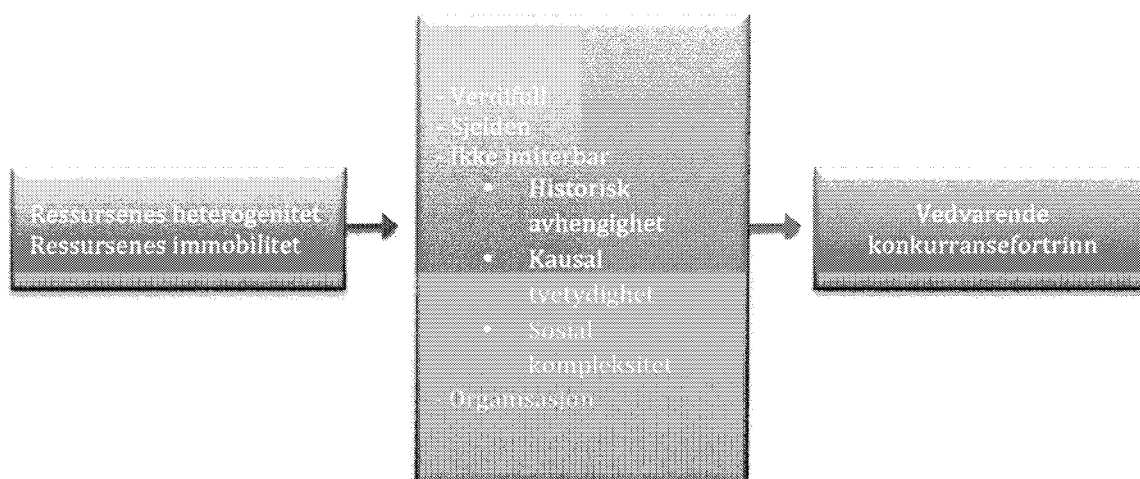 Ressursenes heterogenitet
Ressursenes immobilitet
- Verdifull
- Sjelden
- Ikke imiterbar
• Historisk
avhengighet
• Kausal
tvetydighet
• Sosial
kompleksitet
- Organisasjon
Vedvarende
konkurransefortrinn